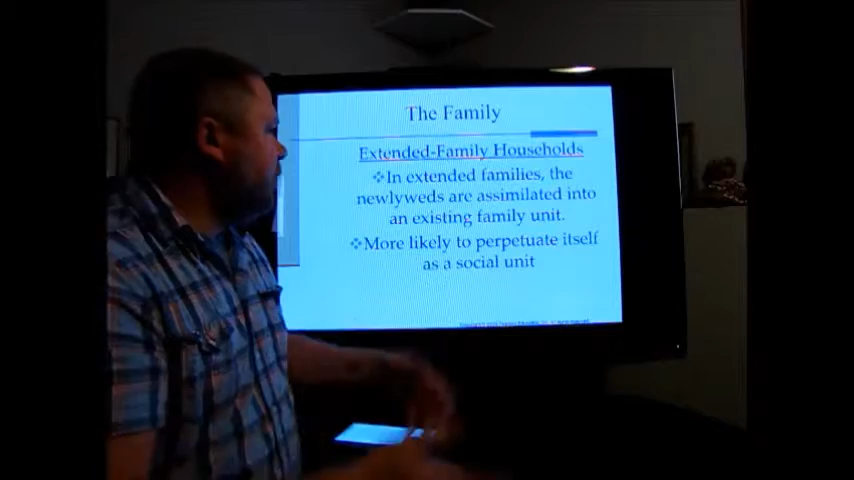 The Family
Extended-Family Households
❖In extended families, the
newlyweds are assimilated into
an existing family unit.
❖More likely to perpetuate itself
as a social unit